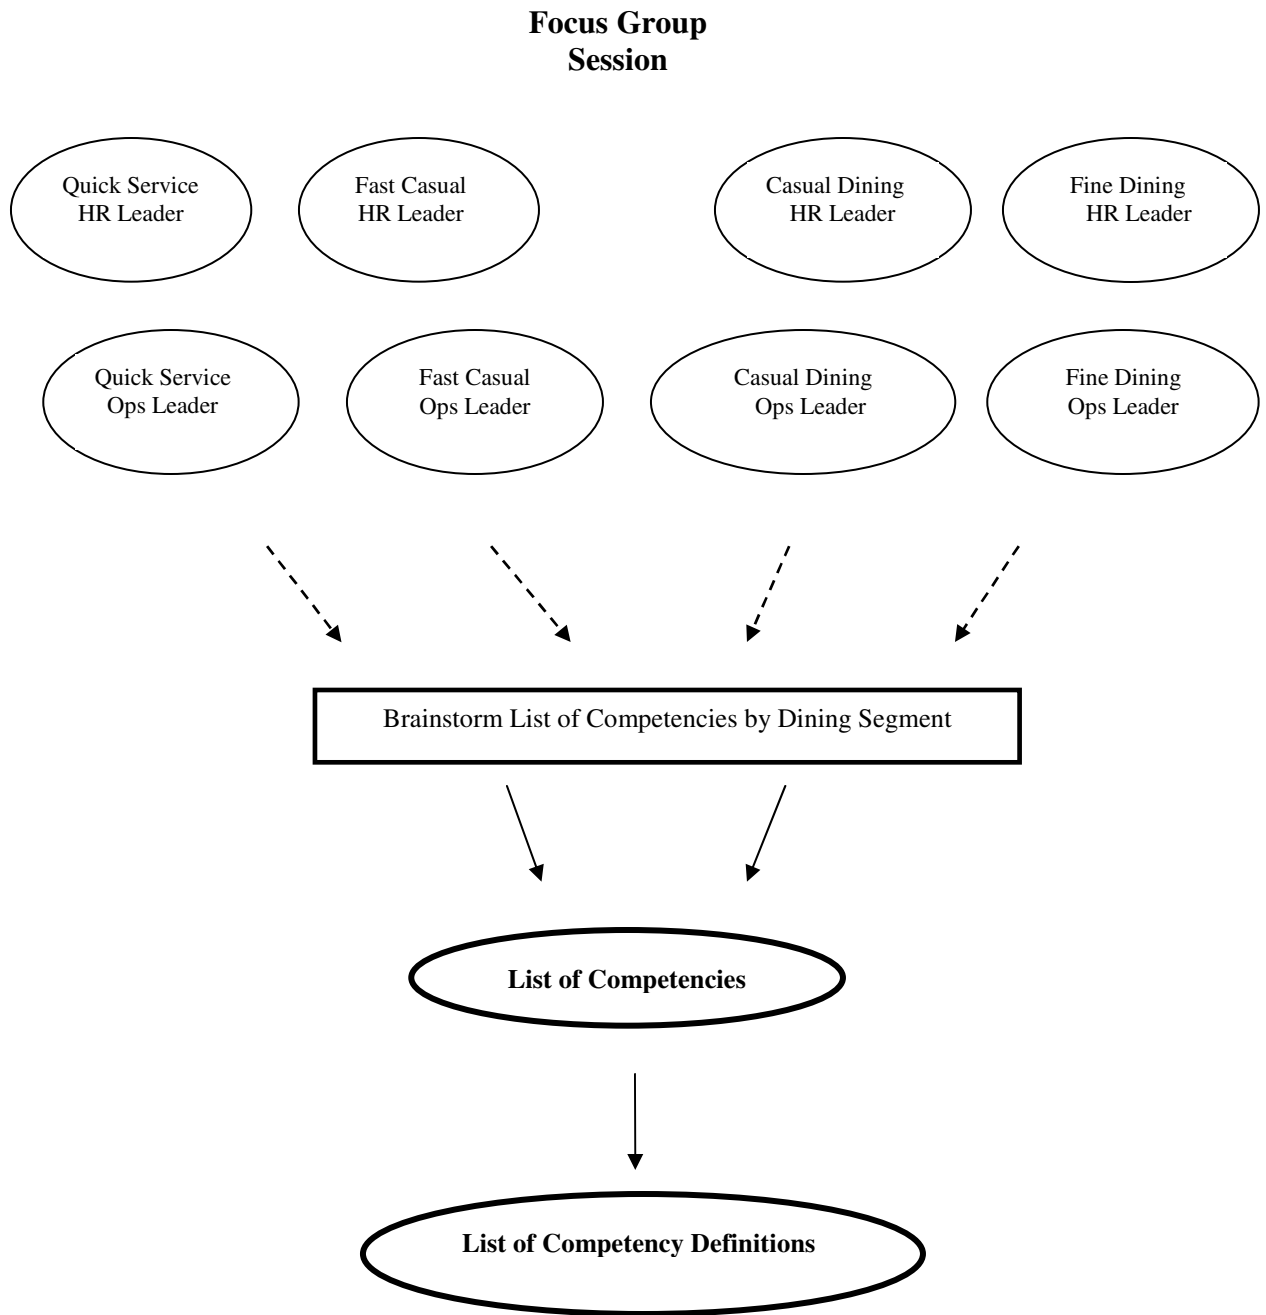 Focus Group
Session
Quick Service
HR Leader
Fast Casual
HR Leader
Casual Dining
HR Leader
Fine Dining
HR Leader
Quick Service
Ops Leader
Fast Casual
Ops Leader
Casual Dining
Ops Leader
Fine Dining
Ops Leader
Brainstorm List of Competencies by Dining Segment
List of Competencies
List of Competency Definitions